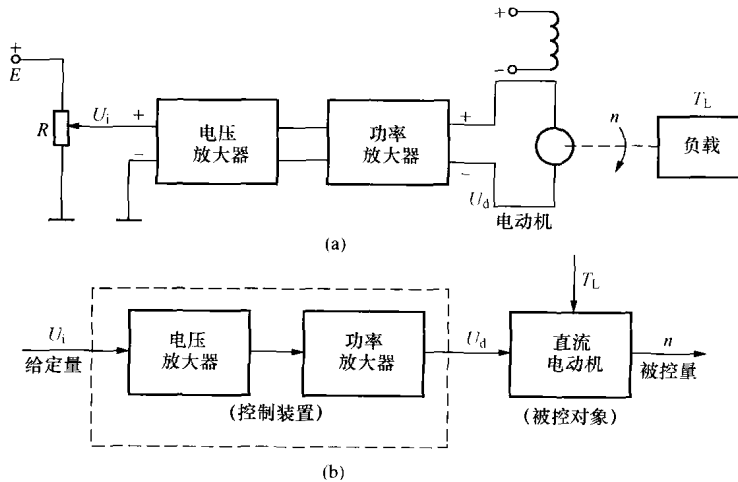 +
E
R
U_i
+
−
电压
放大器
功率
放大器
+
−
U_d
+
−
电动机
n
T_L
负载
(a)
U_i
给定量
电压
放大器
功率
放大器
(控制装置)
U_d
T_L
直流
电动机
(被控对象)
n
被控量
(b)